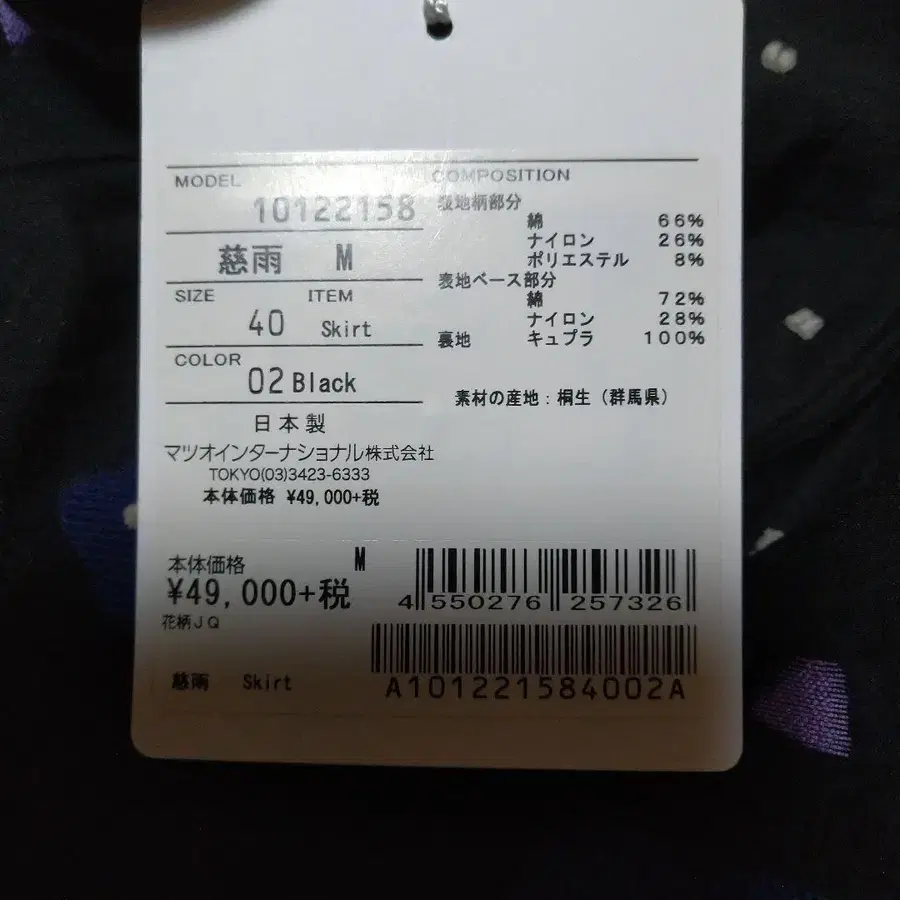 MODEL
10122158
慈雨 M
SIZE ITEM
40 Skirt
COLOR
02 Black
日本製
マツオインターナショナル株式会社
TOKYO(03)3423-6333
本体価格 ¥49,000+税
COMPOSITION
表地柄部分
綿 66%
ナイロン 26%
ポリエステル 8%
表地ベース部分
綿 72%
ナイロン 28%
裏地 キュプラ 100%
素材の産地:桐生(群馬県)
本体価格 M
¥49,000+税
花柄JQ
慈雨 Skirt
4 550276 257326
A101221584002A